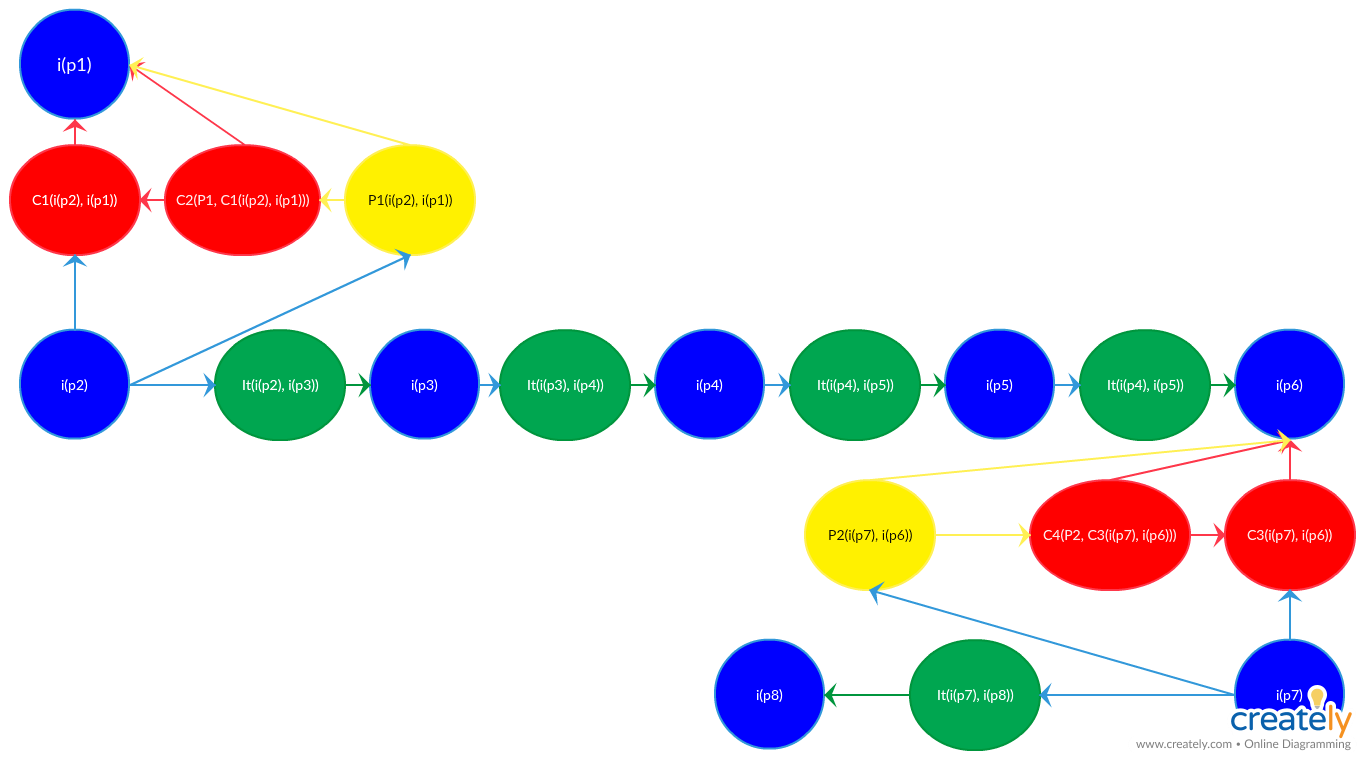 i(p1)
C1(i(p2), i(p1))
C2(P1, C1(i(p2), i(p1)))
P1(i(p2), i(p1))
i(p2)
It(i(p2), i(p3))
i(p3)
It(i(p3), i(p4))
i(p4)
It(i(p4), i(p5))
i(p5)
It(i(p4), i(p5))
i(p6)
P2(i(p7), i(p6))
C4(P2, C3(i(p7), i(p6)))
C3(i(p7), i(p6))
i(p8)
It(i(p7), i(p8))
i(p7)
creately
www.creately.com • Online Diagramming